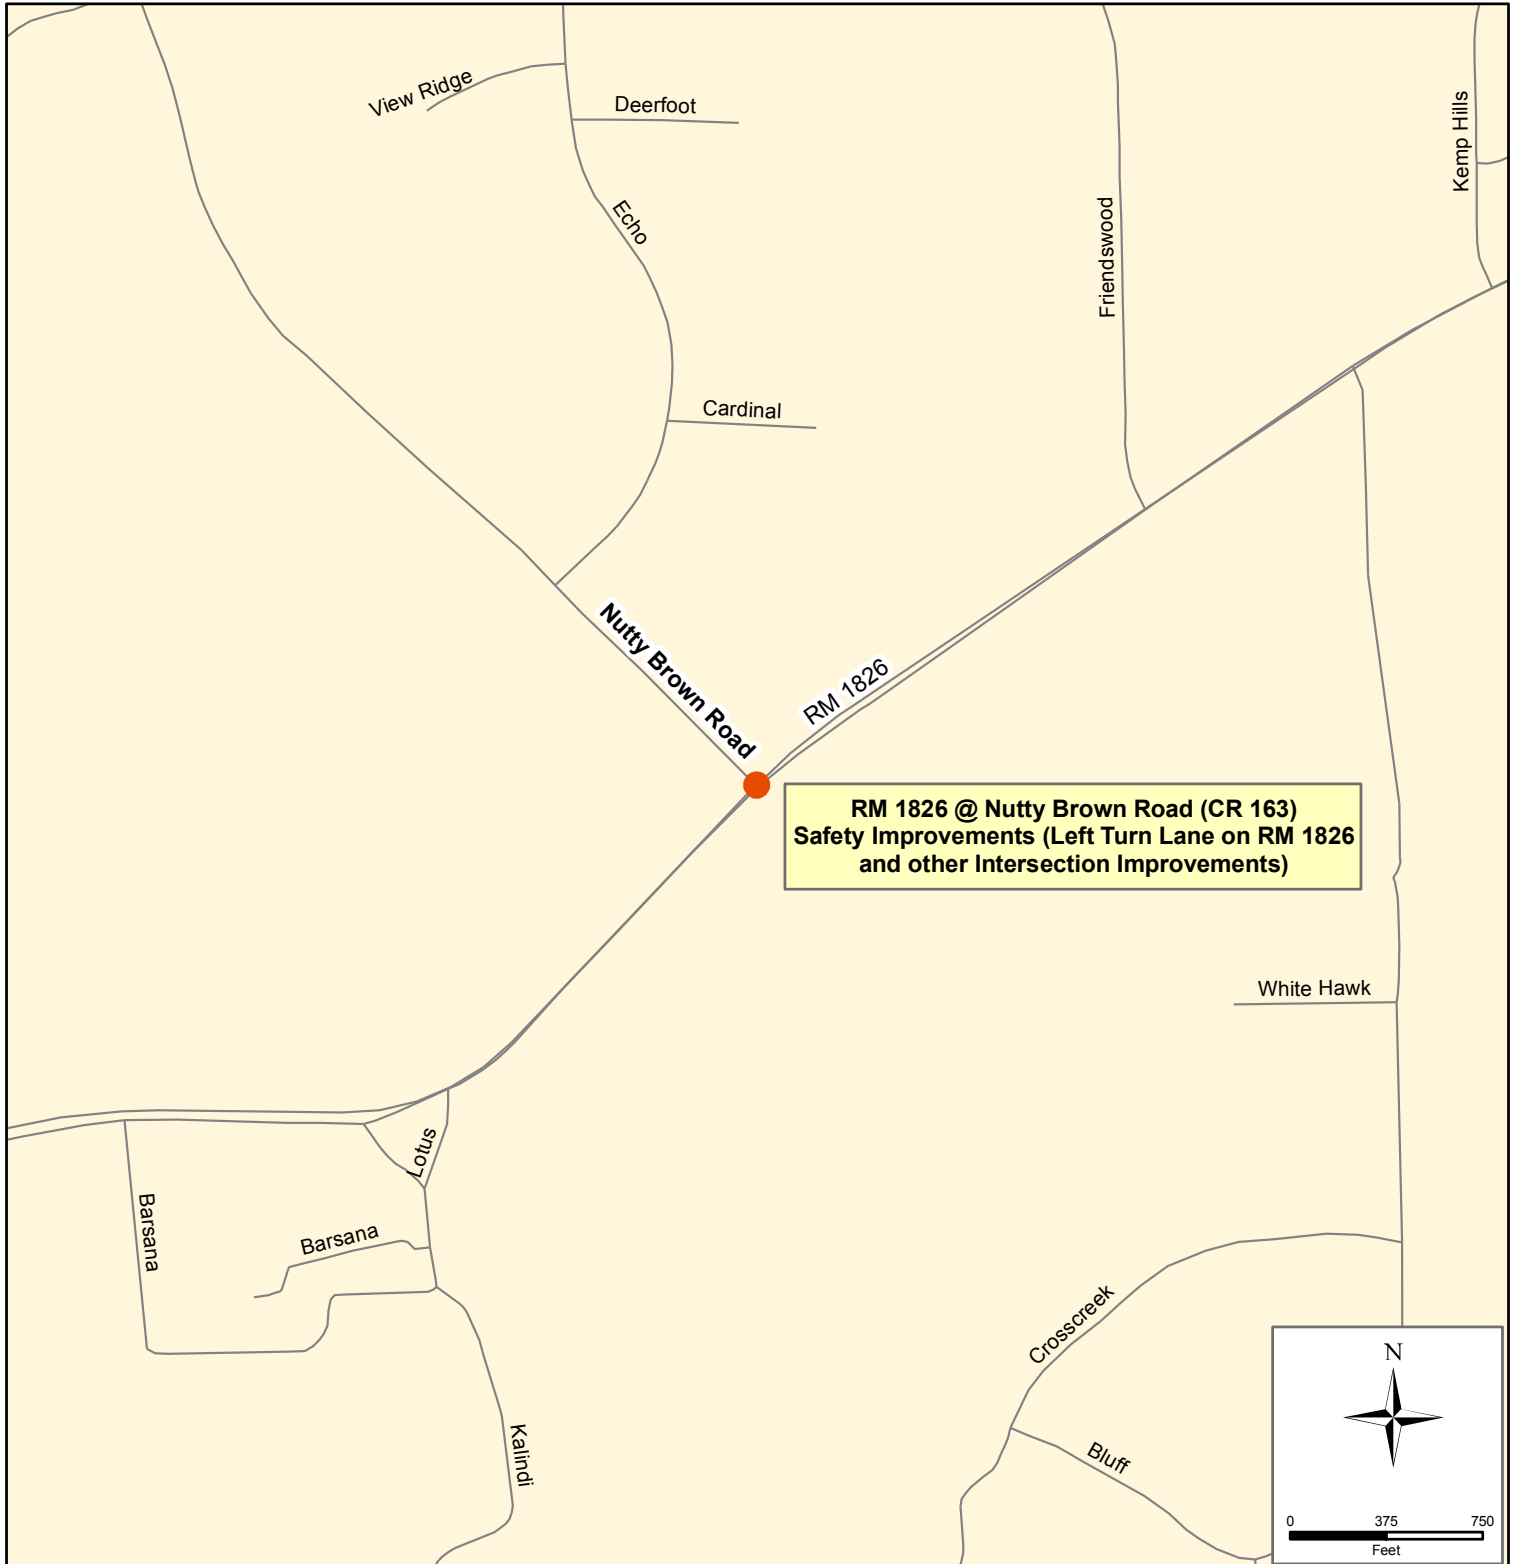 View Ridge
Deerfoot
Kemp Hills
Echo
Friendswood
Cardinal
Nutty Brown Road
RM 1826
RM 1826 @ Nutty Brown Road (CR 163)
Safety Improvements (Left Turn Lane on RM 1826
and other Intersection Improvements)
White Hawk
Lotus
Barsana
Barsana
Crosscreek
Kalindi
Bluff
N
0 375 750
Feet